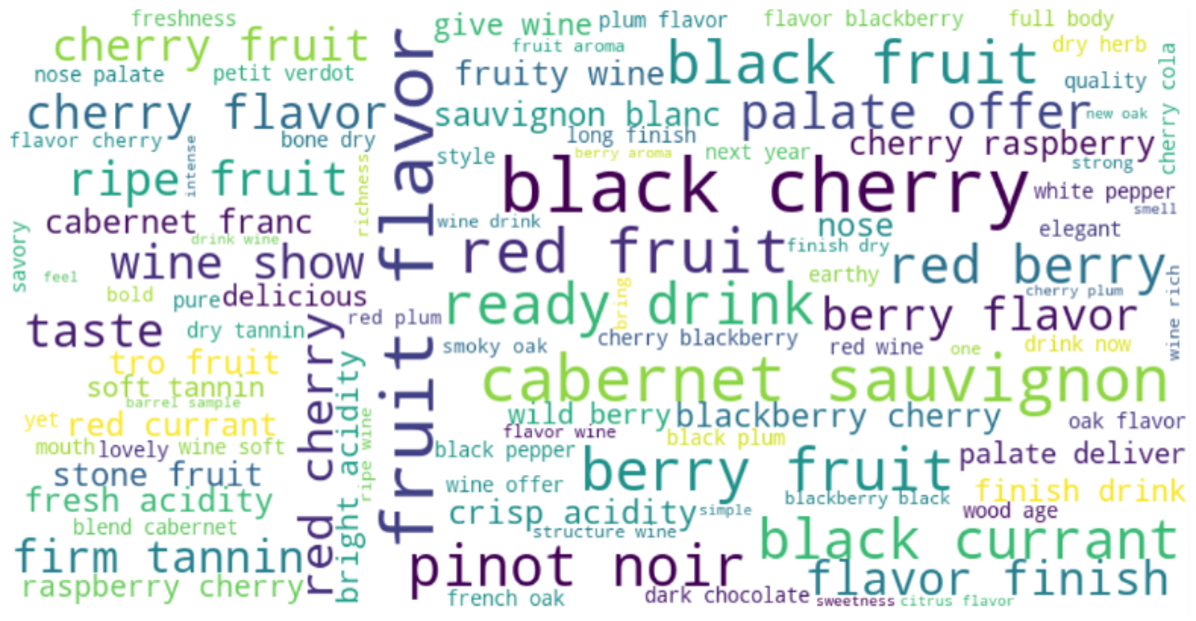 freshness
give wine
plum flavor
flavor blackberry
full body
cherry fruit
fruit aroma
black fruit
dry herb
nose palate
petit verdot
fruity wine
quality
cherry cola
cherry flavor
sauvignon blanc
palate offer
new oak
flavor cherry
bone dry
long finish
cherry raspberry
intense
style
berry aroma
next year
strong
ripe fruit
richness
fruit flavor
black cherry
white pepper
smell
cabernet franc
wine drink
nose
elegant
drink wine
red fruit
finish dry
savory
wine show
red berry
feel
earthy
bold
pure
delicious
ready drink
bring
cherry plum
wine rich
taste
dry tannin
red plum
berry flavor
cherry blackberry
smoky oak
red wine
one
drink now
tro fruit
soft tannin
cabernet sauvignon
barrel sample
red cherry
bright acidity
ripe wine
yet
red currant
wild berry
blackberry cherry
oak flavor
flavor wine
black plum
mouth
lovely
wine soft
black pepper
palate deliver
stone fruit
berry fruit
wine offer
blackberry black
finish drink
fresh acidity
crisp acidity
simple
wood age
blend cabernet
structure wine
black currant
firm tannin
pinot noir
flavor finish
raspberry cherry
french oak
dark chocolate
sweetness
citrus flavor